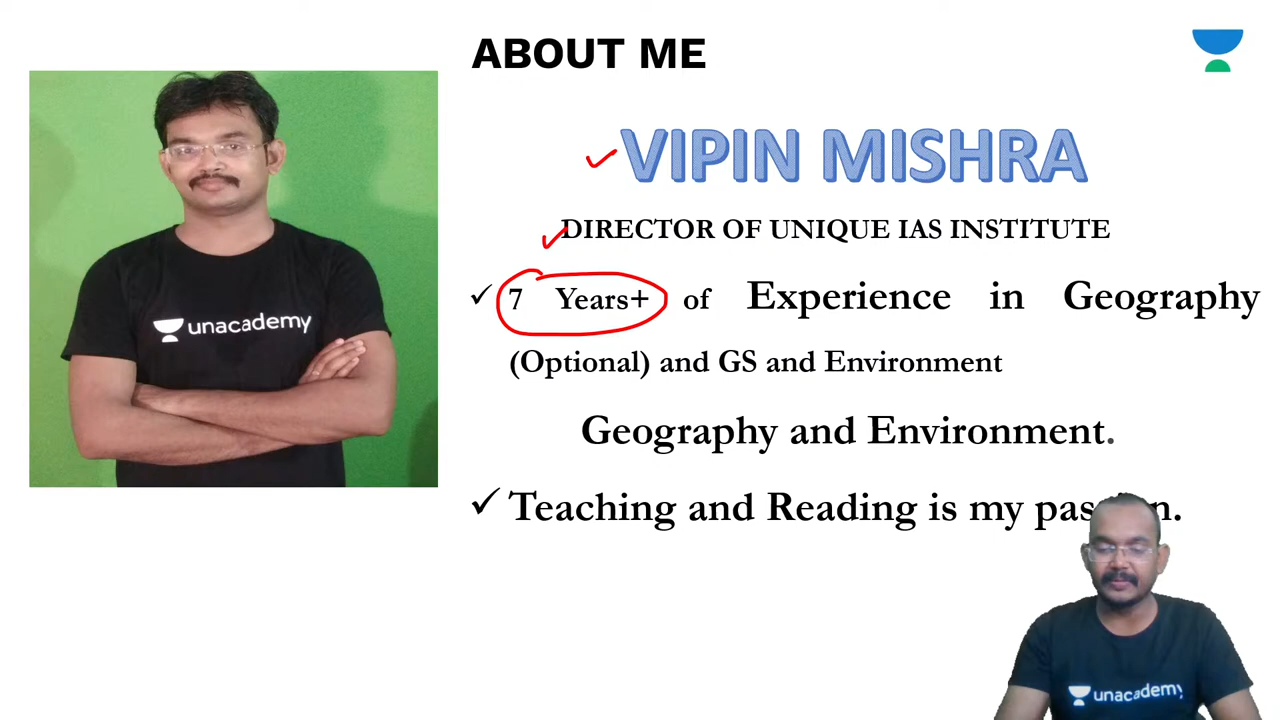 ABOUT ME
VIPIN MISHRA
DIRECTOR OF UNIQUE IAS INSTITUTE
7 Years+ of Experience in Geography
(Optional) and GS and Environment
Geography and Environment.
Teaching and Reading is my
unacademy
unacademy